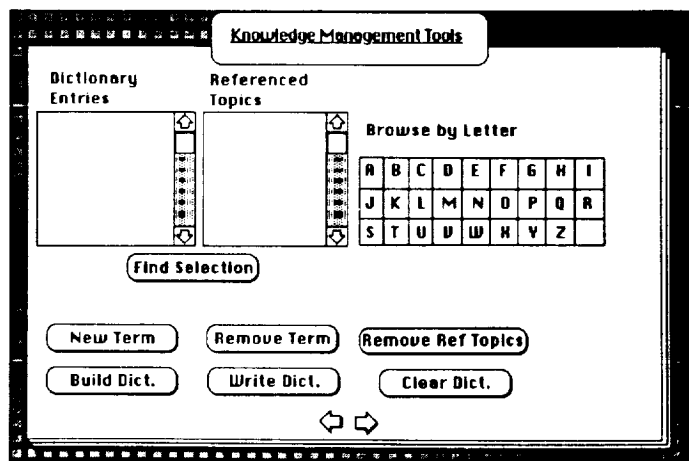 Knowledge Management Tools
Dictionary Entries
Referenced Topics
Browse by Letter
A B C D E F G H I
J K L M N O P Q R
S T U V W X Y Z
Find Selection
New Term
Remove Term
Remove Ref Topics
Build Dict.
Write Dict.
Clear Dict.